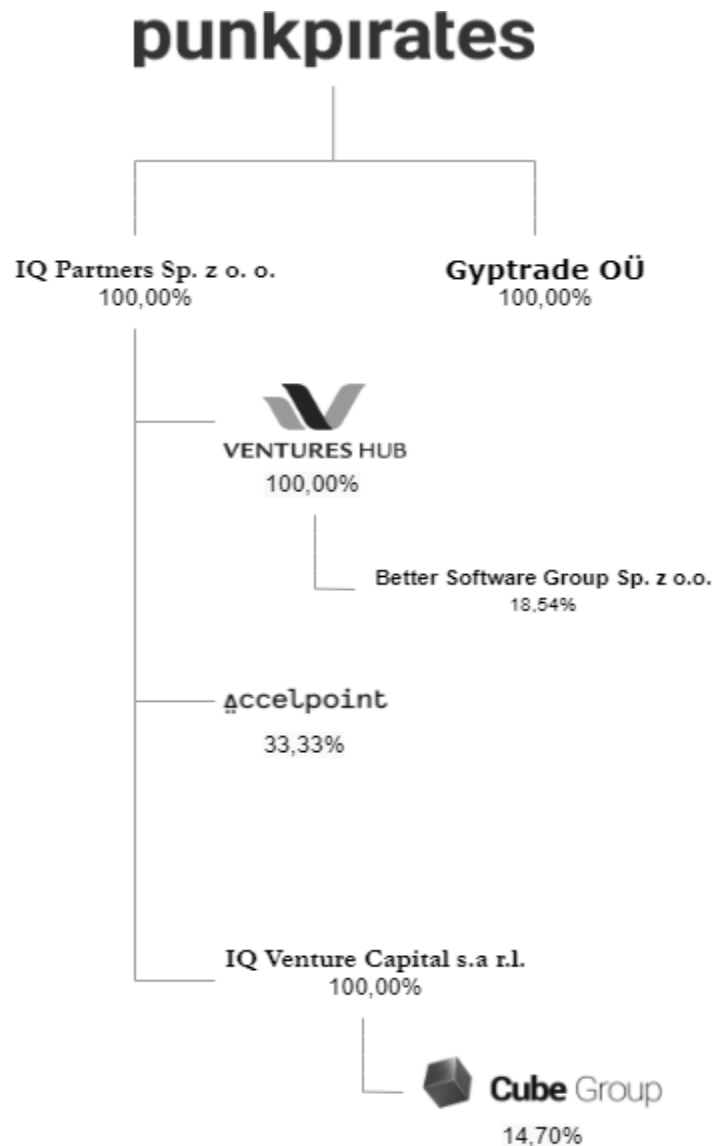 punkpırates
IQ Partners Sp. z o. o.
100,00%
Gyptrade OÜ
100,00%
VENTURES HUB
100,00%
Better Software Group Sp. z o.o.
18,54%
Accelpoint
33,33%
IQ Venture Capital s.a r.l.
100,00%
Cube Group
14,70%